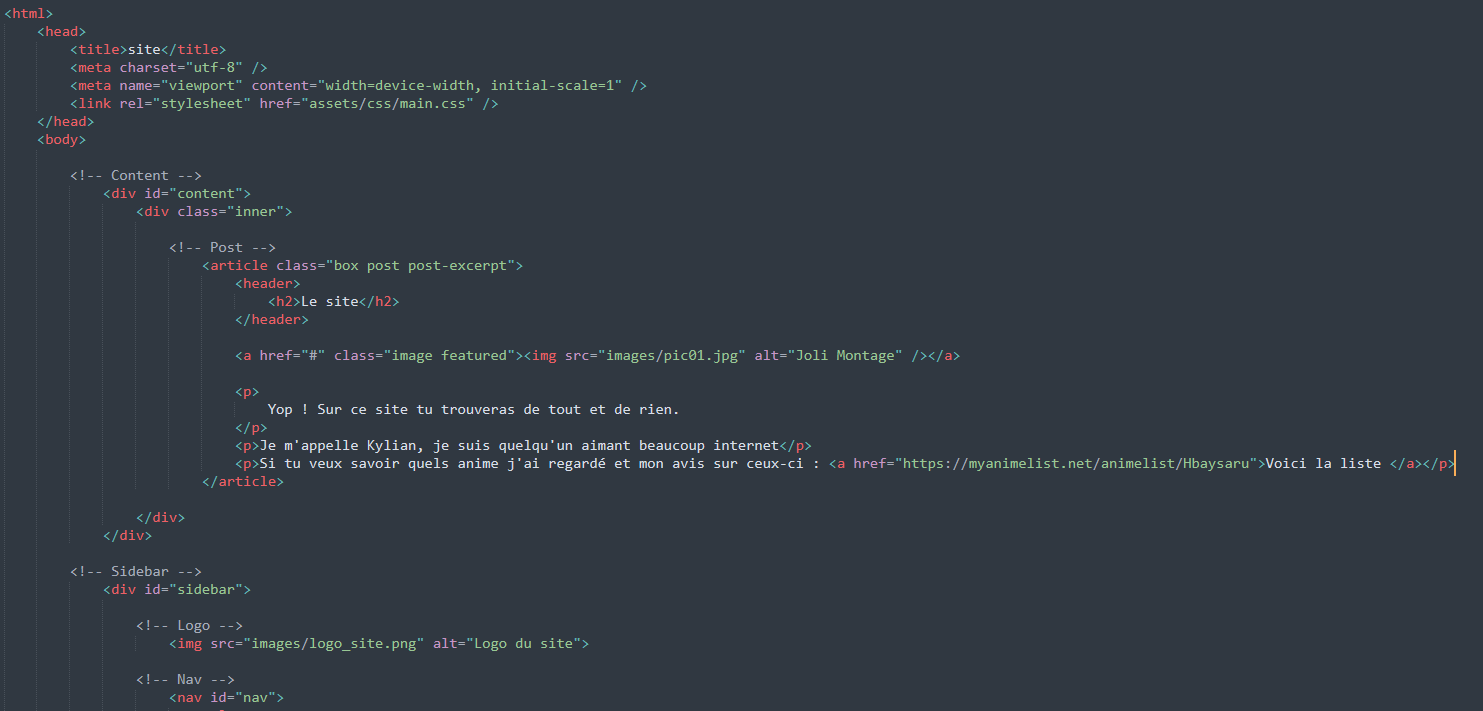 <html>
<head>
<title>site</title>
<meta charset="utf-8" />
<meta name="viewport" content="width=device-width, initial-scale=1" />
<link rel="stylesheet" href="assets/css/main.css" />
</head>
<body>
<!-- Content -->
<div id="content">
<div class="inner">
<!-- Post -->
<article class="box post post-excerpt">
<header>
<h2>Le site</h2>
</header>
<a href="#" class="image featured"><img src="images/pic01.jpg" alt="Joli Montage" /></a>
<p>
Yop ! Sur ce site tu trouveras de tout et de rien.
</p>
<p>Je m'appelle Kylian, je suis quelqu'un aimant beaucoup internet</p>
<p>Si tu veux savoir quels anime j'ai regardé et mon avis sur ceux-ci : <a href="https://myanimelist.net/animelist/Hbaysaru">Voici la liste </a></p>
</article>
</div>
</div>
<!-- Sidebar -->
<div id="sidebar">
<!-- Logo -->
<img src="images/logo_site.png" alt="Logo du site">
<!-- Nav -->
<nav id="nav">